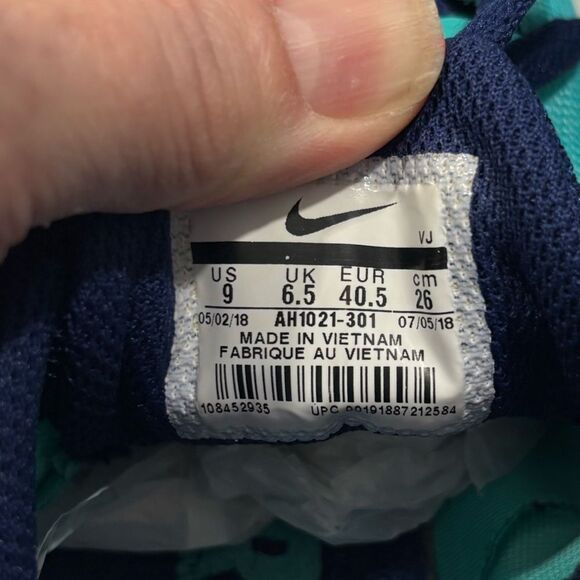 VJ
US UK EUR cm
9 6.5 40.5 26
05/02/18 AH1021-301 07/05/18
MADE IN VIETNAM
FABRIQUE AU VIETNAM
108452935 UPC 00191887212584